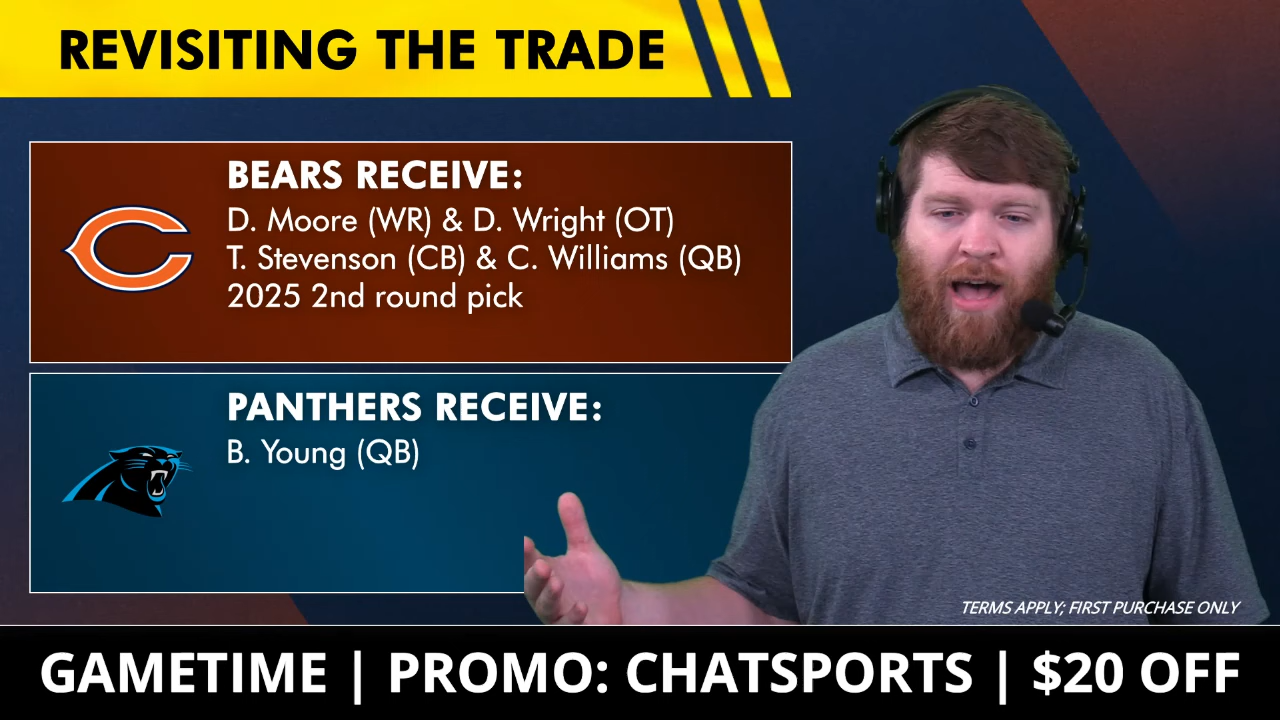 REVISITING THE TRADE
BEARS RECEIVE:
D. Moore (WR) & D. Wright (OT)
T. Stevenson (CB) & C. Williams (QB)
2025 2nd round pick
PANTHERS RECEIVE:
B. Young (QB)
TERMS APPLY; FIRST PURCHASE ONLY
GAMETIME | PROMO: CHATSPORTS | $20 OFF